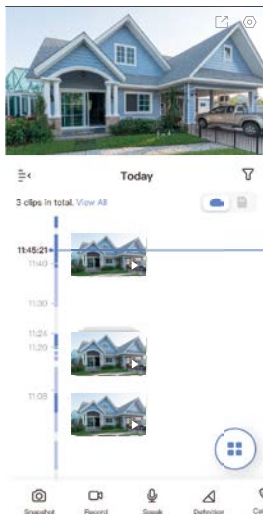 Today
3 clips in total. View All
11:45:21
11:40
11:30
11:24
11:20
11:08
Snapshot
Record
Speak
Definition